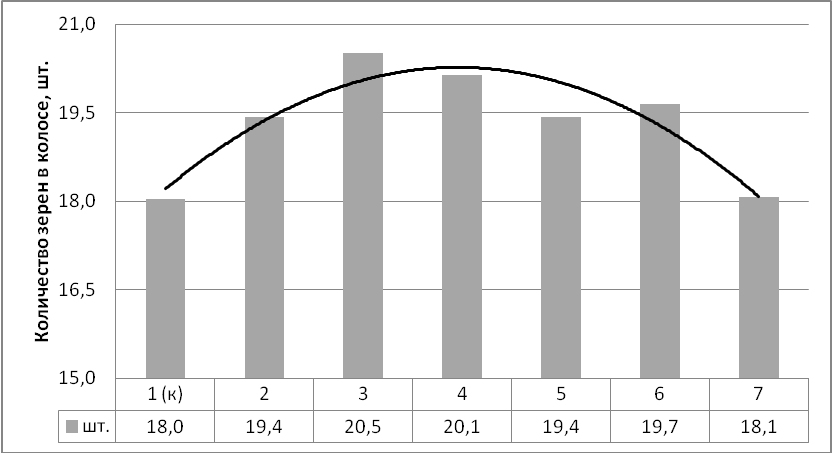 Количество зерен в колосе, шт.
21,0
19,5
18,0
16,5
15,0
1 (к) 2 3 4 5 6 7
шт. 18,0 19,4 20,5 20,1 19,4 19,7 18,1